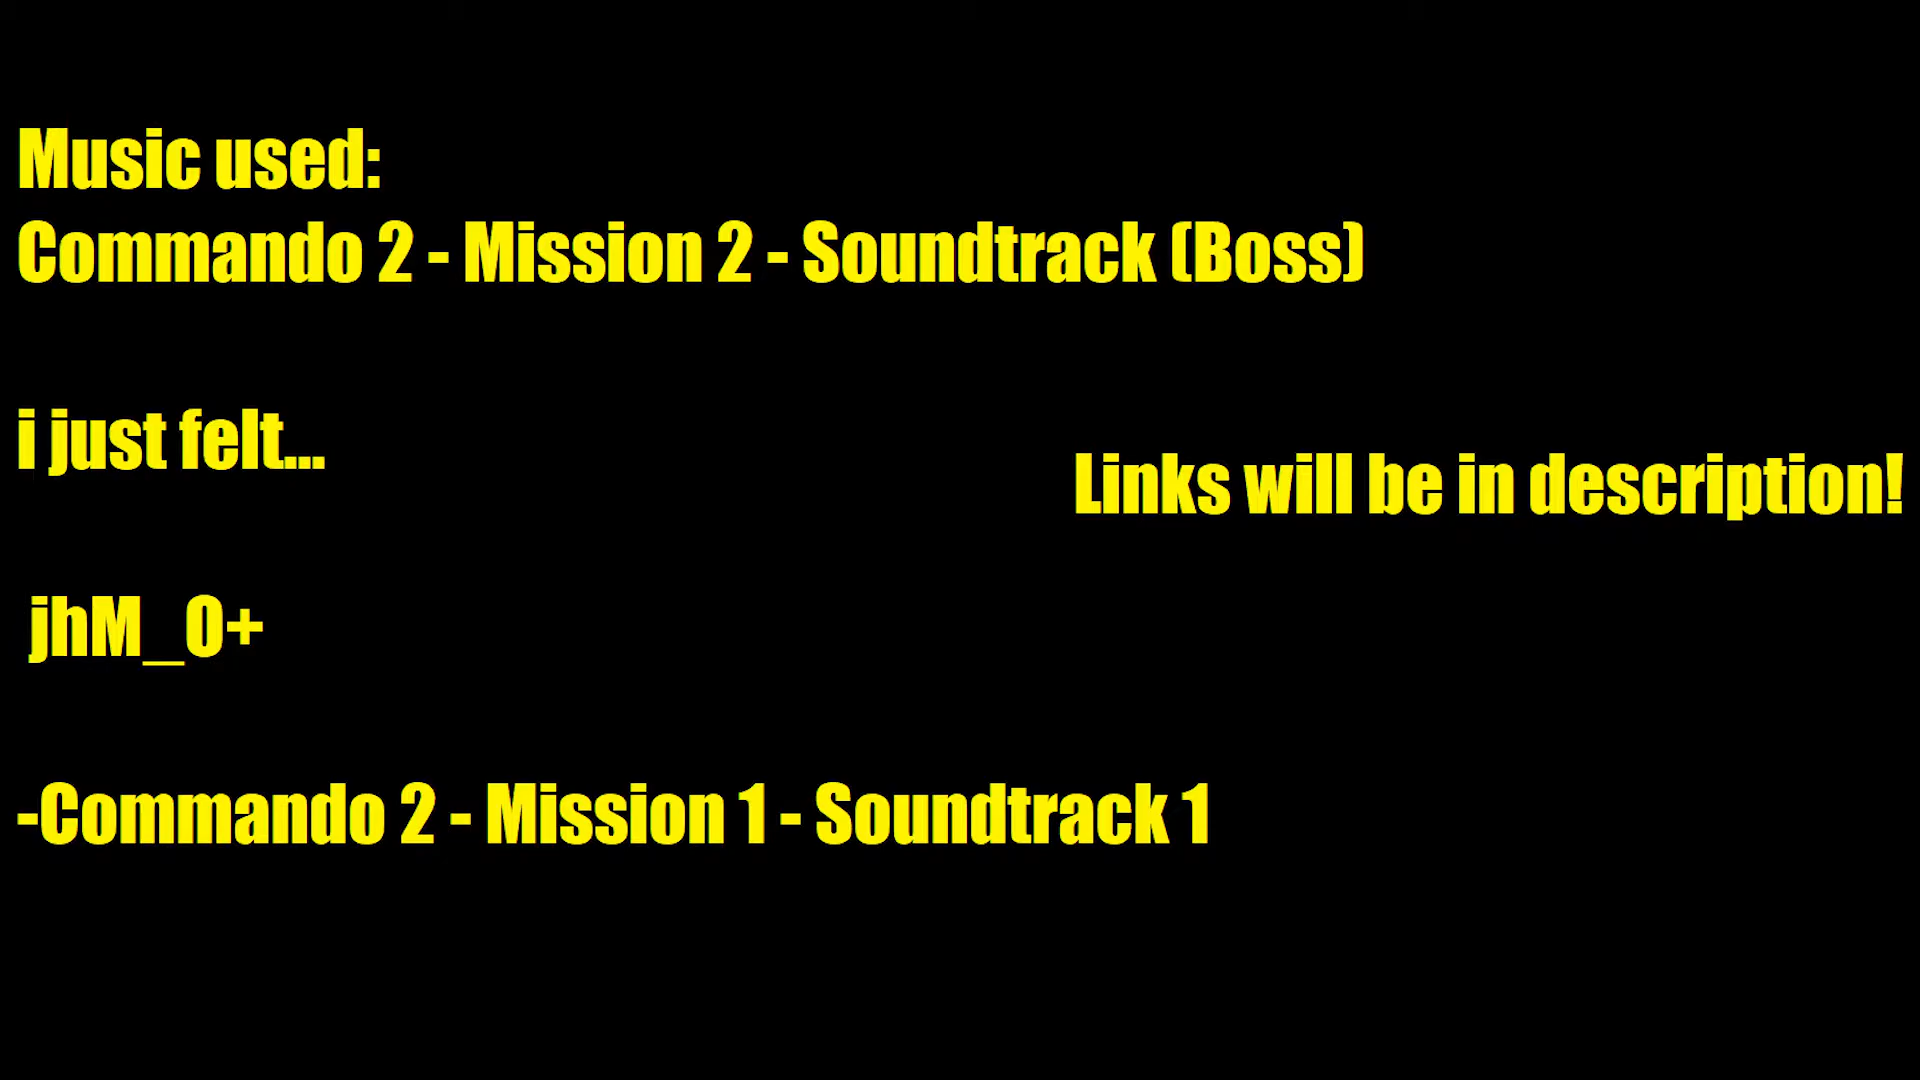 Music used:
Commando 2 - Mission 2 - Soundtrack (Boss)
i just felt...
Links will be in description!
jhM_O+
-Commando 2 - Mission 1 - Soundtrack 1